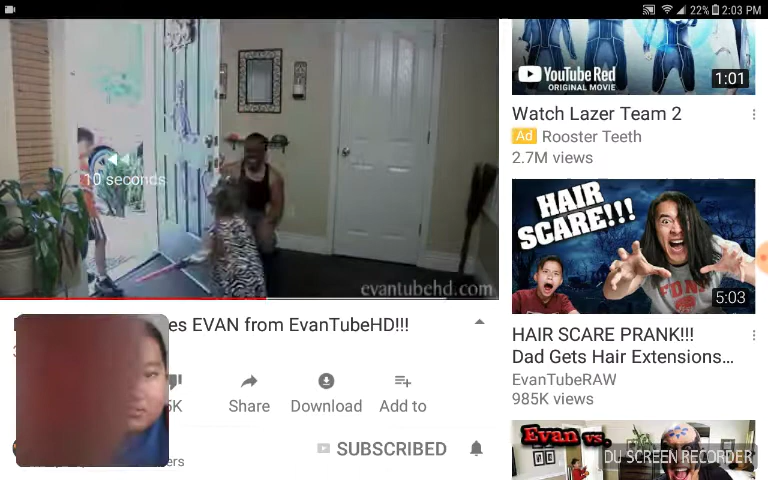 22% 2:03 PM
10 seconds
evantubehd.com
es EVAN from EvanTubeHD!!!
5K
Share
Download
Add to
SUBSCRIBED
ers
YouTube Red
ORIGINAL MOVIE
1:01
Watch Lazer Team 2
Ad Rooster Teeth
2.7M views
HAIR
SCARE!!!
5:03
HAIR SCARE PRANK!!!
Dad Gets Hair Extensions...
EvanTubeRAW
985K views
Evan vs.
DU SCREEN RECORDER